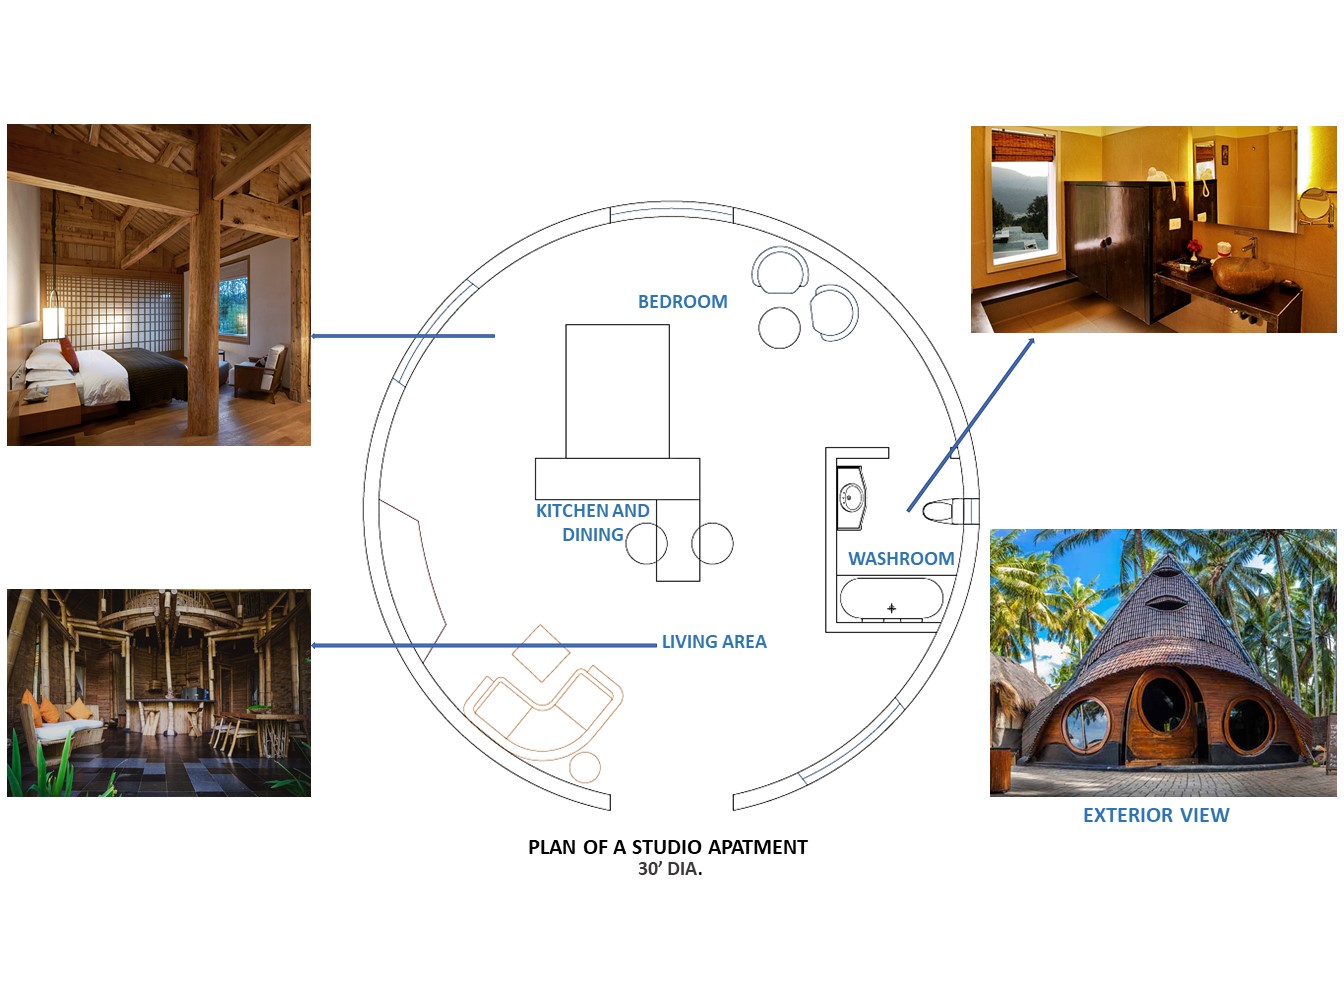 BEDROOM
KITCHEN AND
DINING
WASHROOM
LIVING AREA
EXTERIOR VIEW
PLAN OF A STUDIO APATMENT
30’ DIA.